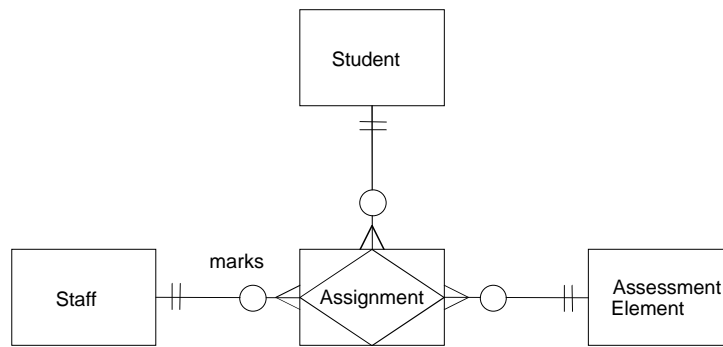 Student
marks
Staff
Assignment
Assessment
Element